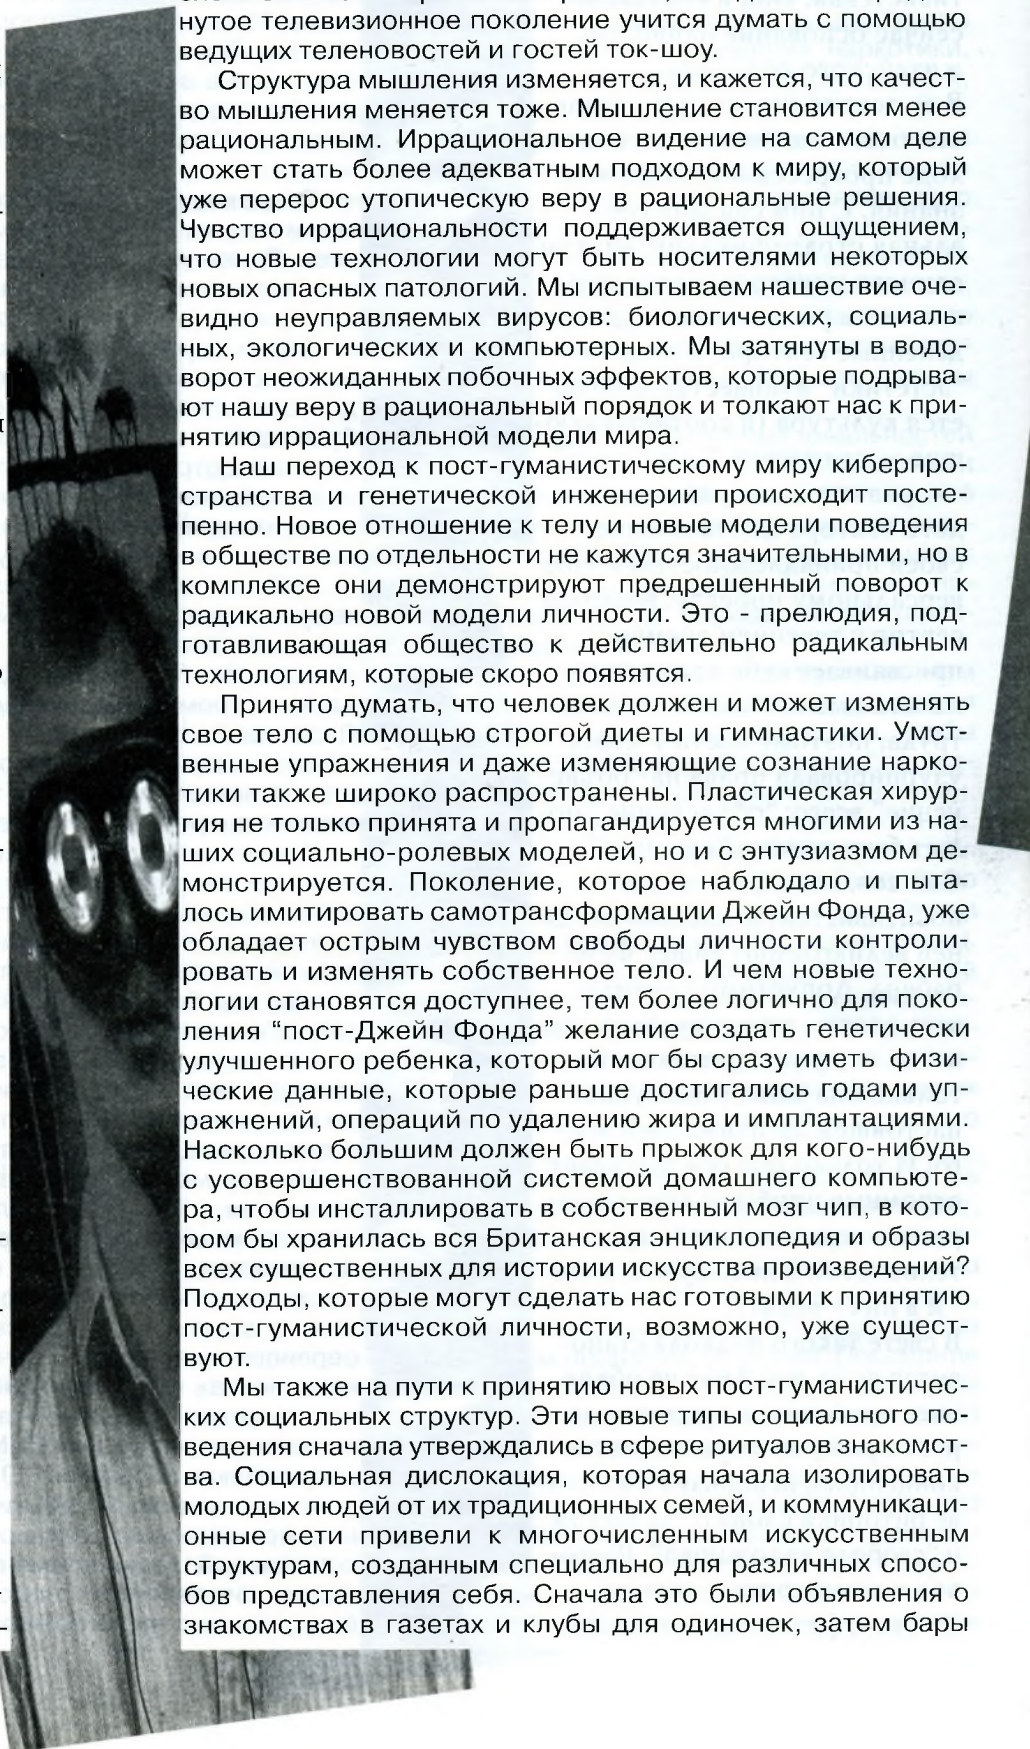 нутое телевизионное поколение учится думать с помощью
ведущих теленовостей и гостей ток-шоу.
Структура мышления изменяется, и кажется, что качест-
во мышления меняется тоже. Мышление становится менее
рациональным. Иррациональное видение на самом деле
может стать более адекватным подходом к миру, который
уже перерос утопическую веру в рациональные решения.
Чувство иррациональности поддерживается ощущением,
что новые технологии могут быть носителями некоторых
новых опасных патологий. Мы испытываем нашествие оче-
видно неуправляемых вирусов: биологических, социаль-
ных, экологических и компьютерных. Мы затянуты в водо-
ворот неожиданных побочных эффектов, которые подрыва-
ют нашу веру в рациональный порядок и толкают нас к при-
нятию иррациональной модели мира.
Наш переход к пост-гуманистическому миру киберпро-
странства и генетической инженерии происходит посте-
пенно. Новое отношение к телу и новые модели поведения
в обществе по отдельности не кажутся значительными, но в
комплексе они демонстрируют предрешенный поворот к
радикально новой модели личности. Это - прелюдия, под-
готавливающая общество к действительно радикальным
технологиям, которые скоро появятся.
Принято думать, что человек должен и может изменять
свое тело с помощью строгой диеты и гимнастики. Умст-
венные упражнения и даже изменяющие сознание нарко-
тики также широко распространены. Пластическая хирур-
гия не только принята и пропагандируется многими из на-
ших социально-ролевых моделей, но и с энтузиазмом де-
монстрируется. Поколение, которое наблюдало и пыта-
лось имитировать самотрансформации Джейн Фонда, уже
обладает острым чувством свободы личности контроли-
ровать и изменять собственное тело. И чем новые техно-
логии становятся доступнее, тем более логично для поко-
ления “пост-Джейн Фонда” желание создать генетически
улучшенного ребенка, который мог бы сразу иметь физи-
ческие данные, которые раньше достигались годами уп-
ражнений, операций по удалению жира и имплантациями.
Насколько большим должен быть прыжок для кого-нибудь
с усовершенствованной системой домашнего компьюте-
ра, чтобы инсталлировать в собственный мозг чип, в кото-
ром бы хранилась вся Британская энциклопедия и образы
всех существенных для истории искусства произведений?
Подходы, которые могут сделать нас готовыми к принятию
пост-гуманистической личности, возможно, уже сущест-
вуют.
Мы также на пути к принятию новых пост-гуманистичес-
ких социальных структур. Эти новые типы социального по-
ведения сначала утверждались в сфере ритуалов знакомст-
ва. Социальная дислокация, которая начала изолировать
молодых людей от их традиционных семей, и коммуникаци-
онные сети привели к многочисленным искусственным
структурам, созданным специально для различных спосо-
бов представления себя. Сначала это были объявления о
знакомствах в газетах и клубы для одиночек, затем бары